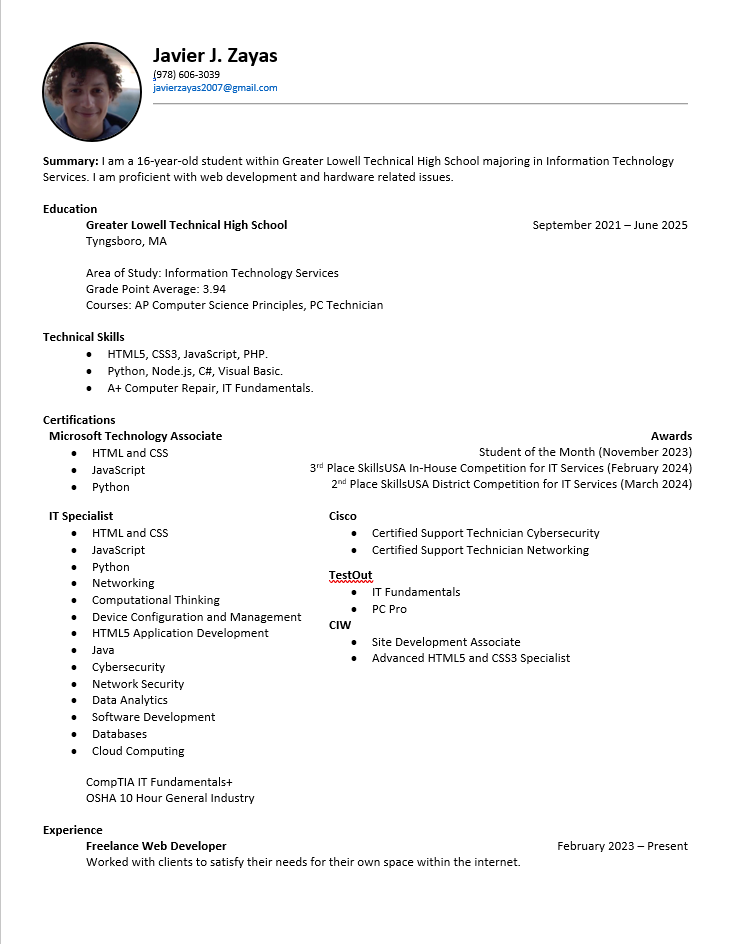 Javier J. Zayas
(978) 606-3039
javierzayas2007@gmail.com
Summary: I am a 16-year-old student within Greater Lowell Technical High School majoring in Information Technology
Services. I am proficient with web development and hardware related issues.
Education
Greater Lowell Technical High School September 2021 – June 2025
Tyngsboro, MA
Area of Study: Information Technology Services
Grade Point Average: 3.94
Courses: AP Computer Science Principles, PC Technician
Technical Skills
• HTML5, CSS3, JavaScript, PHP.
• Python, Node.js, C#, Visual Basic.
• A+ Computer Repair, IT Fundamentals.
Certifications
Microsoft Technology Associate
• HTML and CSS
• JavaScript
• Python
Awards
Student of the Month (November 2023)
3rd Place SkillsUSA In-House Competition for IT Services (February 2024)
2nd Place SkillsUSA District Competition for IT Services (March 2024)
IT Specialist
• HTML and CSS
• JavaScript
• Python
• Networking
• Computational Thinking
• Device Configuration and Management
• HTML5 Application Development
• Java
• Cybersecurity
• Network Security
• Data Analytics
• Software Development
• Databases
• Cloud Computing
Cisco
• Certified Support Technician Cybersecurity
• Certified Support Technician Networking
TestOut
• IT Fundamentals
• PC Pro
CIW
• Site Development Associate
• Advanced HTML5 and CSS3 Specialist
CompTIA IT Fundamentals+
OSHA 10 Hour General Industry
Experience
Freelance Web Developer February 2023 – Present
Worked with clients to satisfy their needs for their own space within the internet.